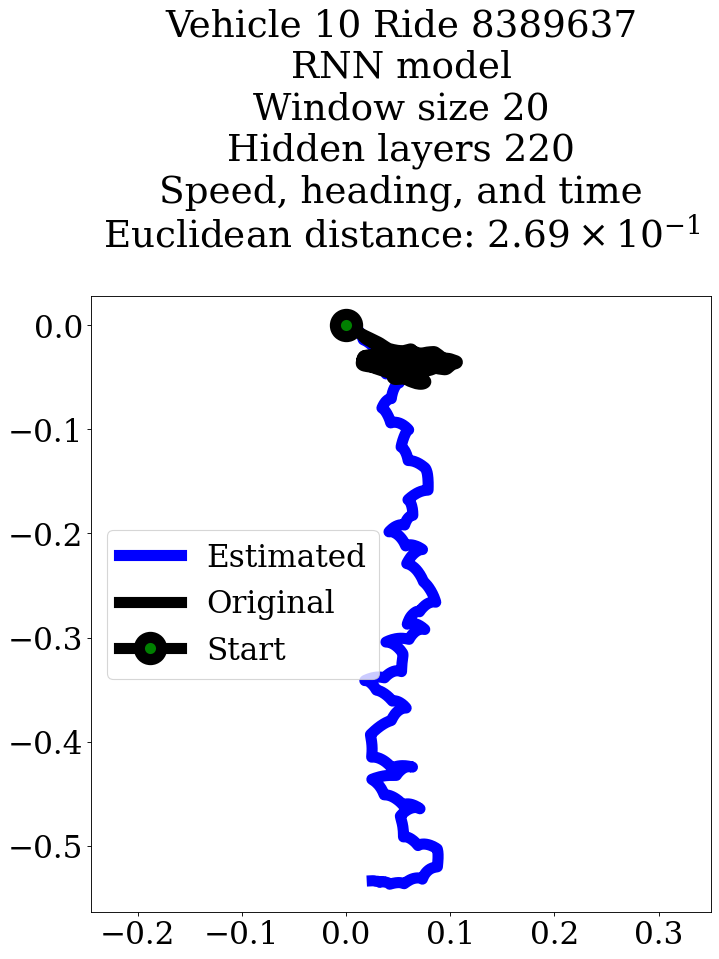 Vehicle 10 Ride 8389637
RNN model
Window size 20
Hidden layers 220
Speed, heading, and time
Euclidean distance: 2.69 × 10⁻¹
0.0
−0.1
−0.2
−0.3
−0.4
−0.5
Estimated
Original
Start
−0.2 −0.1 0.0 0.1 0.2 0.3